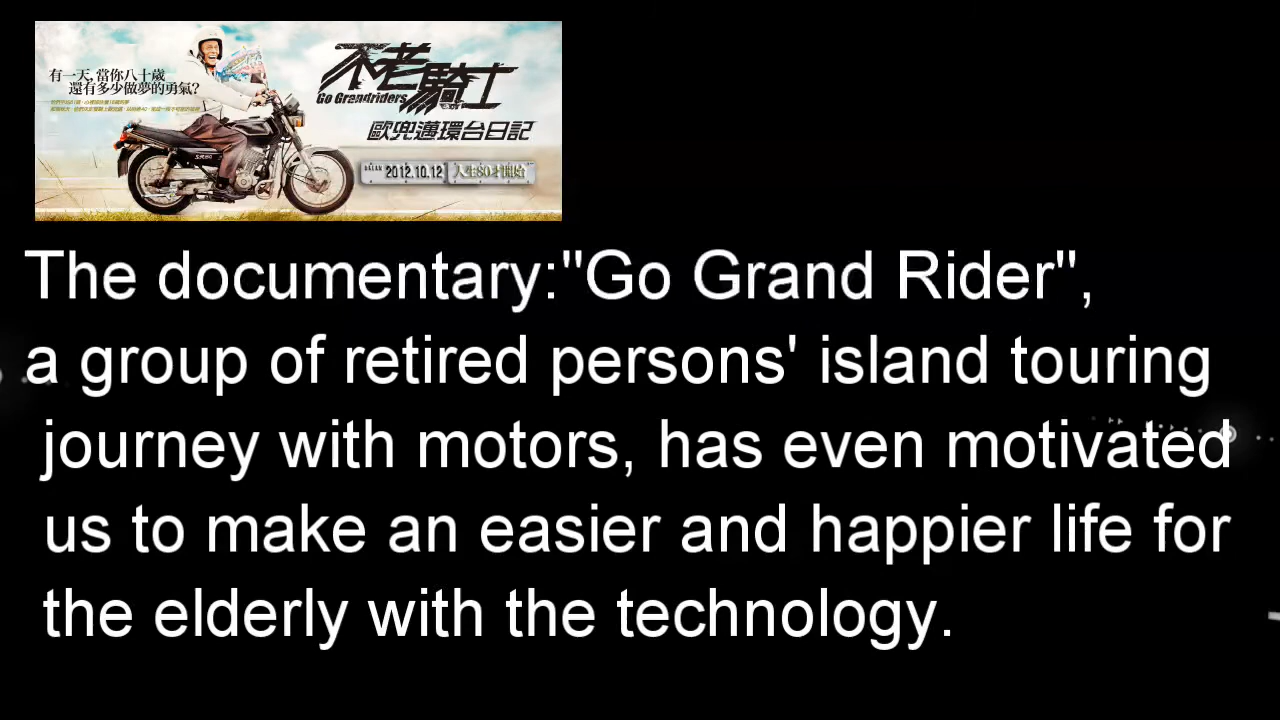 有一天，當你八十歲
還有多少做夢的勇氣？
不老騎士
Go Grandriders
歐兜邁環台日記
2012.10.12 人生80才開始
The documentary:"Go Grand Rider",
a group of retired persons' island touring
journey with motors, has even motivated
us to make an easier and happier life for
the elderly with the technology.